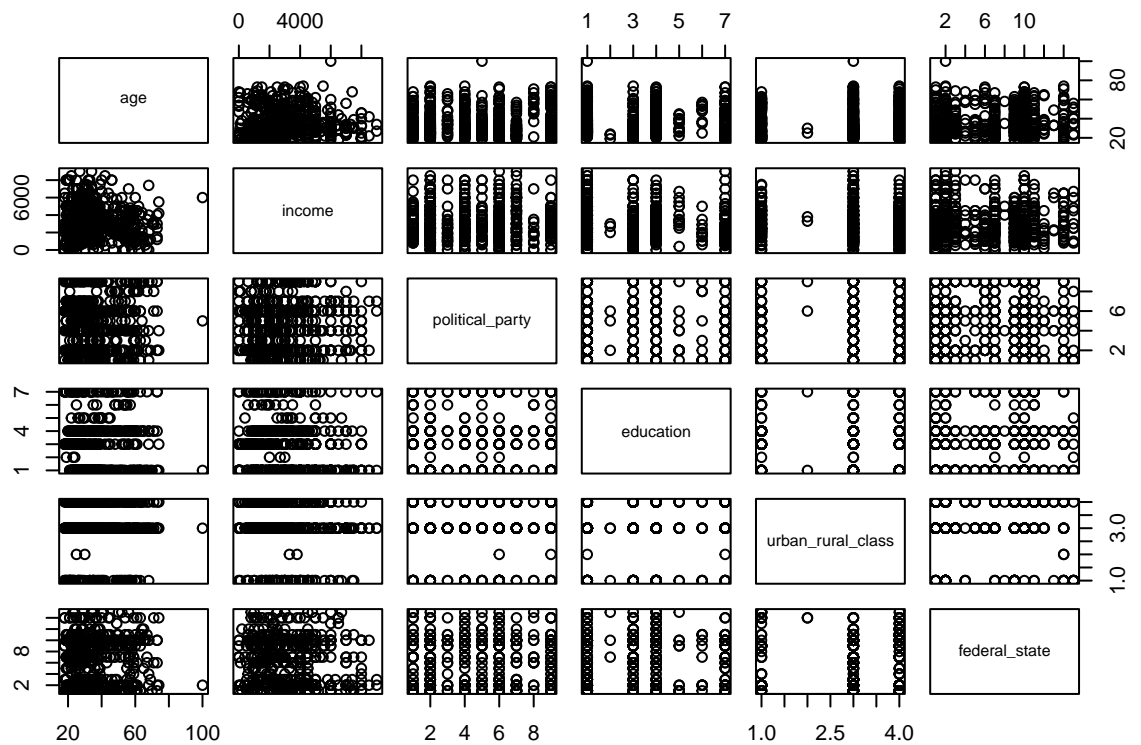 0 4000 1 3 5 7 2 6 10
age
20 80
0 6000
income
political_party
2 6
1 4 7
education
urban_rural_class
1.0 3.0
2 8
federal_state
20 60 100 2 4 6 8 1.0 2.5 4.0